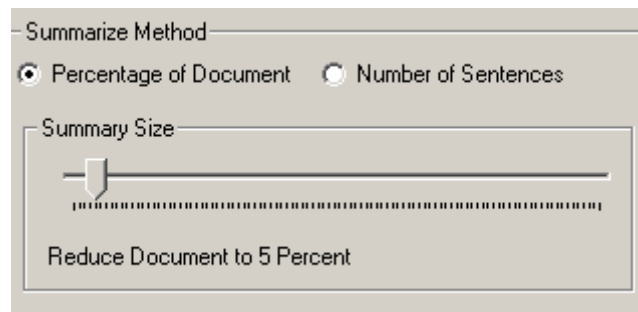 Summarize Method
Percentage of Document Number of Sentences
Summary Size
Reduce Document to 5 Percent